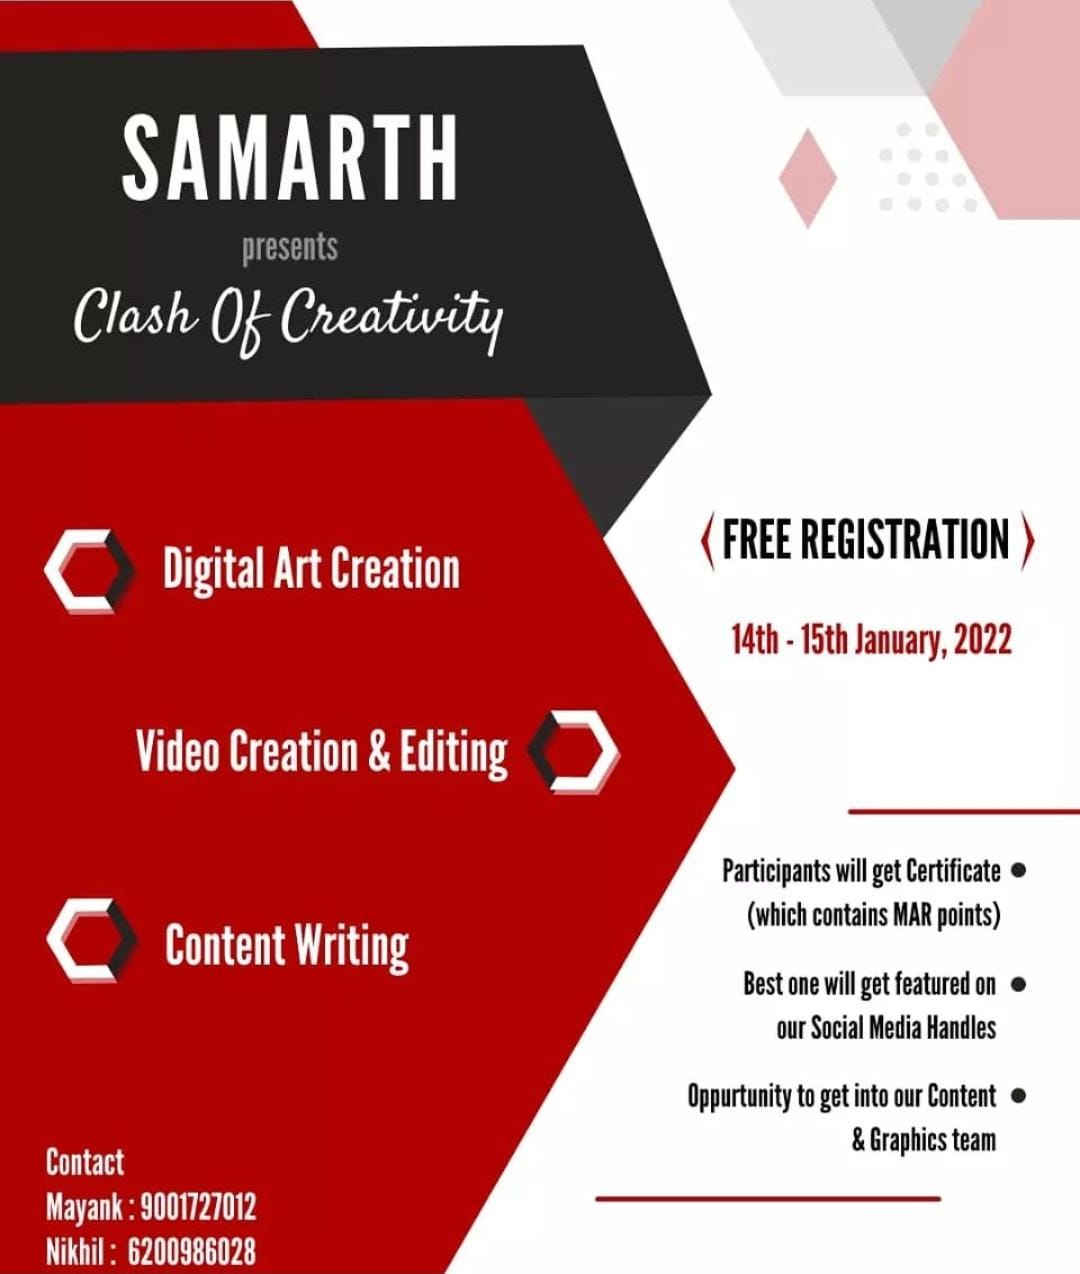 SAMARTH
presents
Clash Of Creativity
Digital Art Creation
Video Creation & Editing
Content Writing
Contact
Mayank : 9001727012
Nikhil : 6200986028
FREE REGISTRATION
14th - 15th January, 2022
Participants will get Certificate
(which contains MAR points)
Best one will get featured on
our Social Media Handles
Oppurtunity to get into our Content
& Graphics team